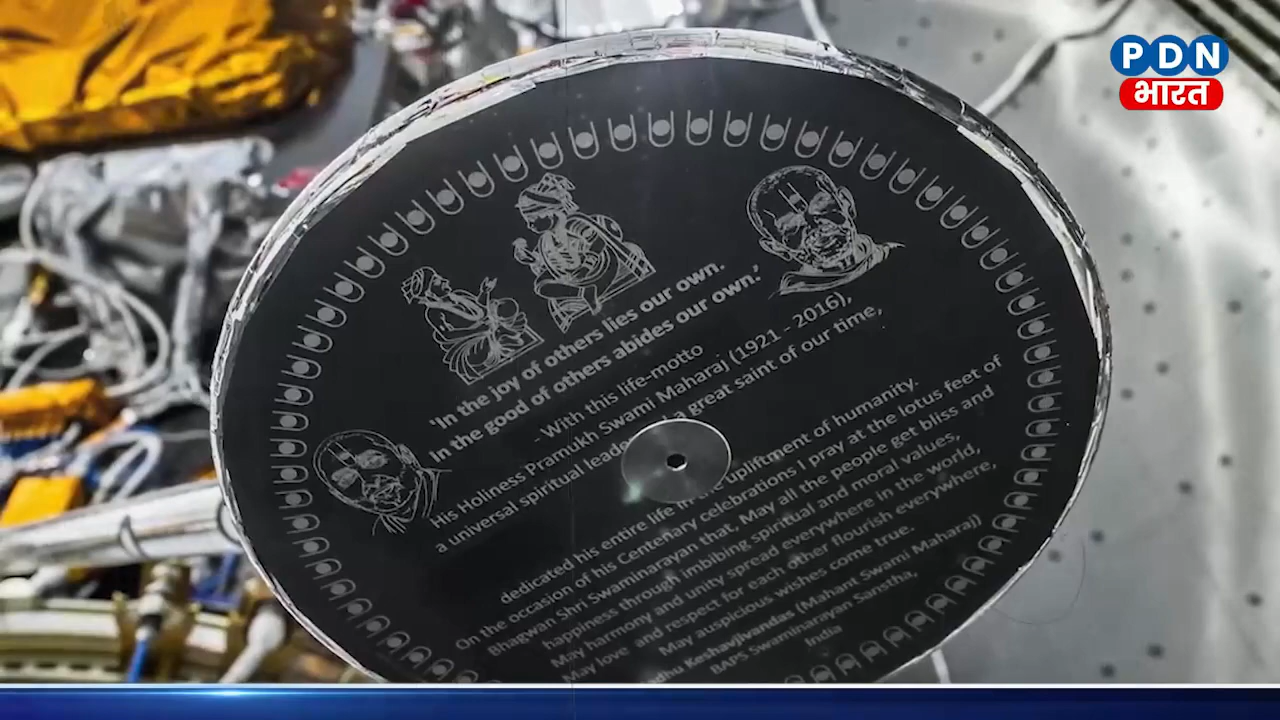 PDN
भारत
'In the joy of others lies our own.
In the good of others abides our own.'
- With this life-motto
His Holiness Pramukh Swami Maharaj (1921 - 2016),
a universal spiritual a great saint of our time,
dedicated his entire life upliftment of humanity.
On the occasion of his Centenary celebrations I pray at the lotus feet of
Bhagwan Shri Swaminarayan that, May all the people get bliss and
happiness through imbibing spiritual and moral values,
May harmony and unity spread everywhere in the world,
May love and respect for each other flourish everywhere,
May auspicious wishes come true.
Keshavjivandas (Mahant Swami Maharaj)
BAPS Swaminarayan Sanstha,
India